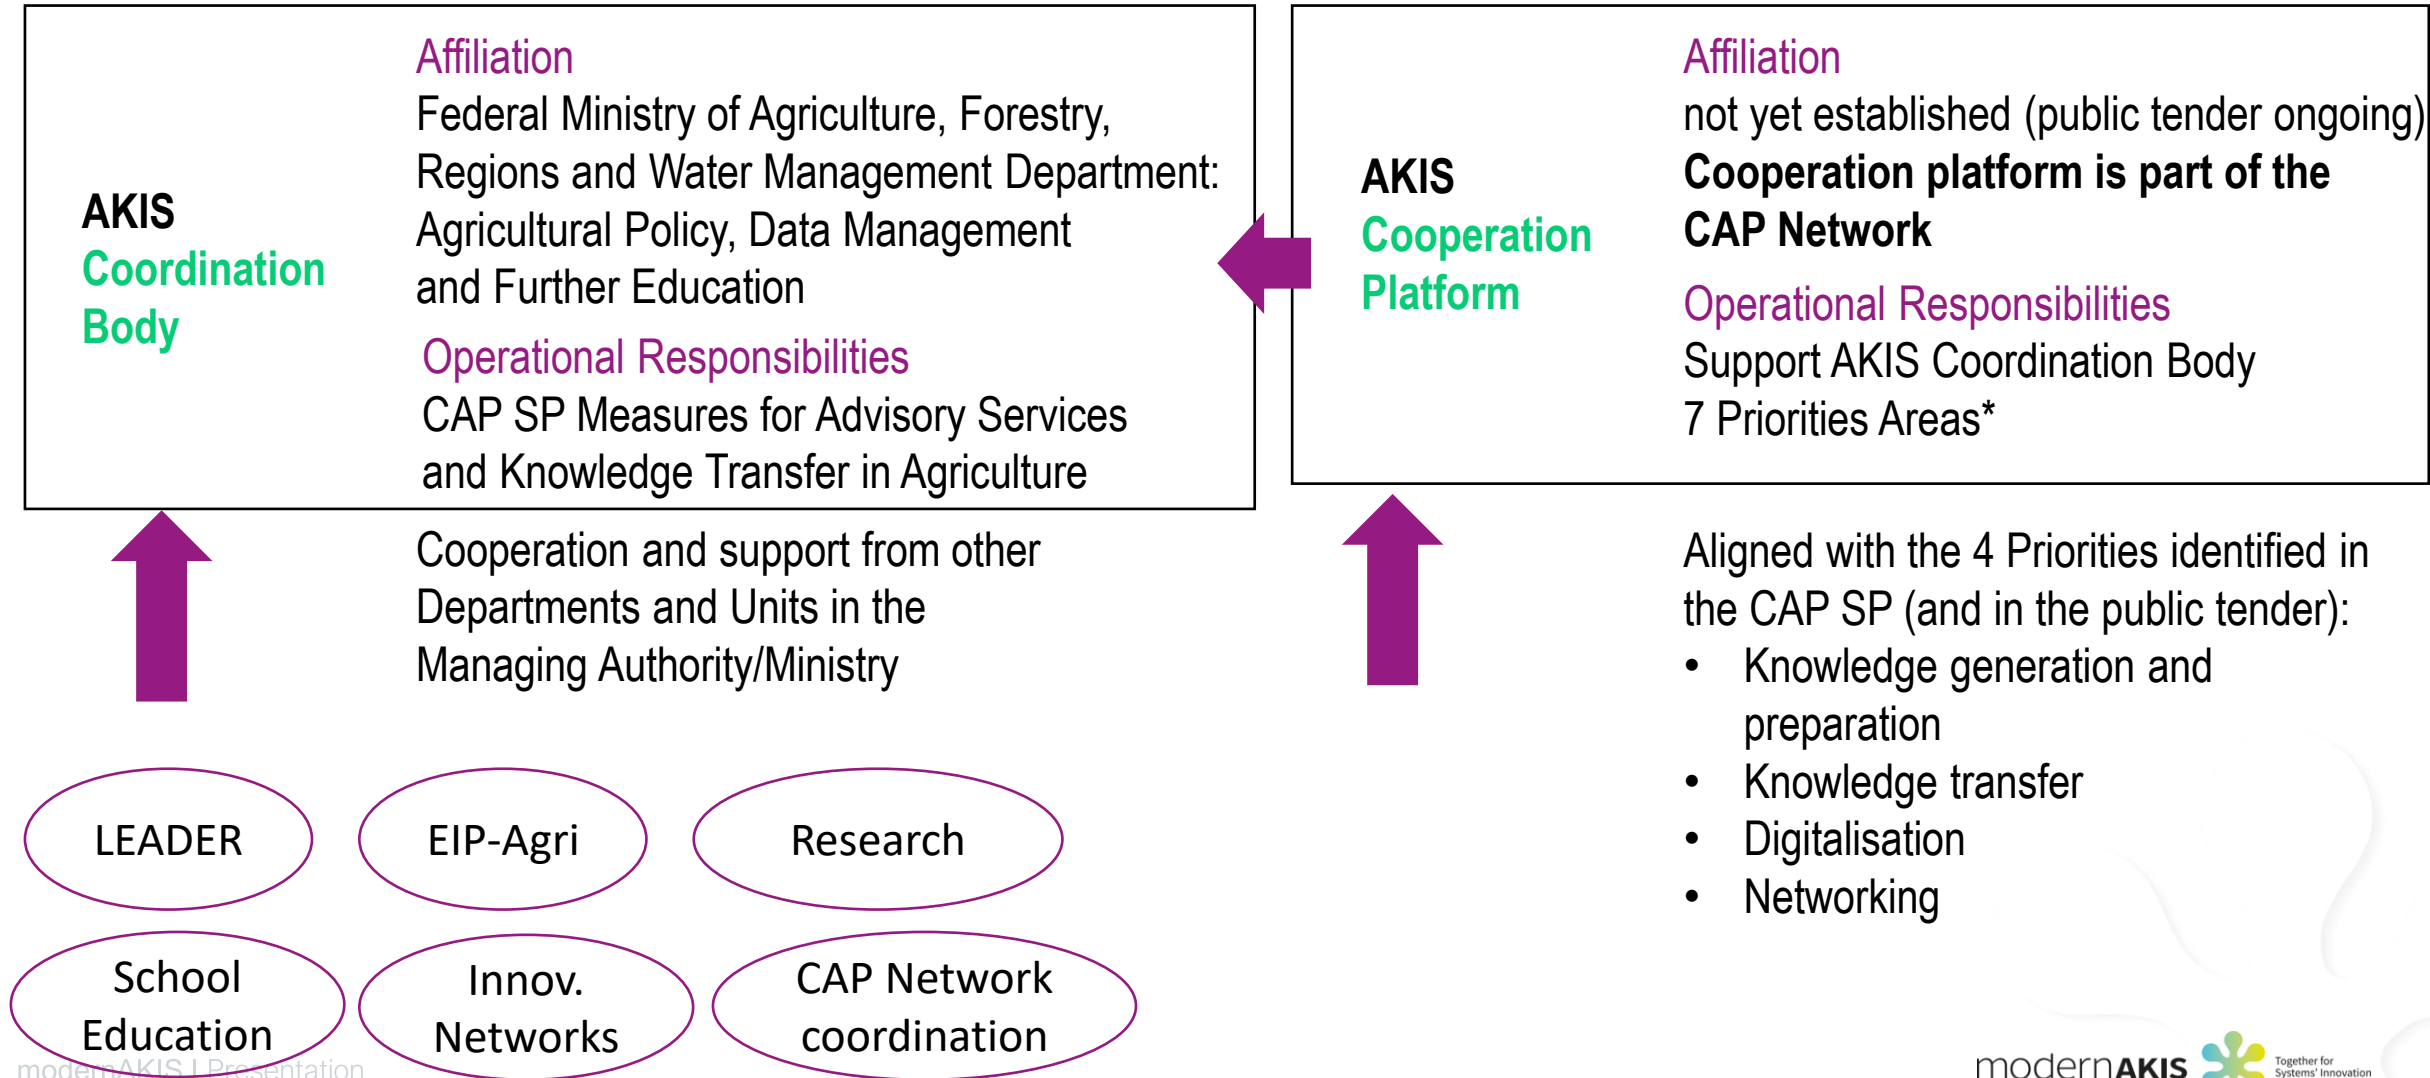 AKIS
Coordination
Body
Affiliation
Federal Ministry of Agriculture, Forestry,
Regions and Water Management Department:
Agricultural Policy, Data Management
and Further Education
Operational Responsibilities
CAP SP Measures for Advisory Services
and Knowledge Transfer in Agriculture
AKIS
Cooperation
Platform
Affiliation
not yet established (public tender ongoing)
Cooperation platform is part of the
CAP Network
Operational Responsibilities
Support AKIS Coordination Body
7 Priorities Areas*
Cooperation and support from other
Departments and Units in the
Managing Authority/Ministry
Aligned with the 4 Priorities identified in
the CAP SP (and in the public tender):
• Knowledge generation and
preparation
• Knowledge transfer
• Digitalisation
• Networking
LEADER
EIP-Agri
Research
School
Education
Innov.
Networks
CAP Network
coordination
modernAKIS | Presentation
modernAKIS
Together for
Systems' Innovation